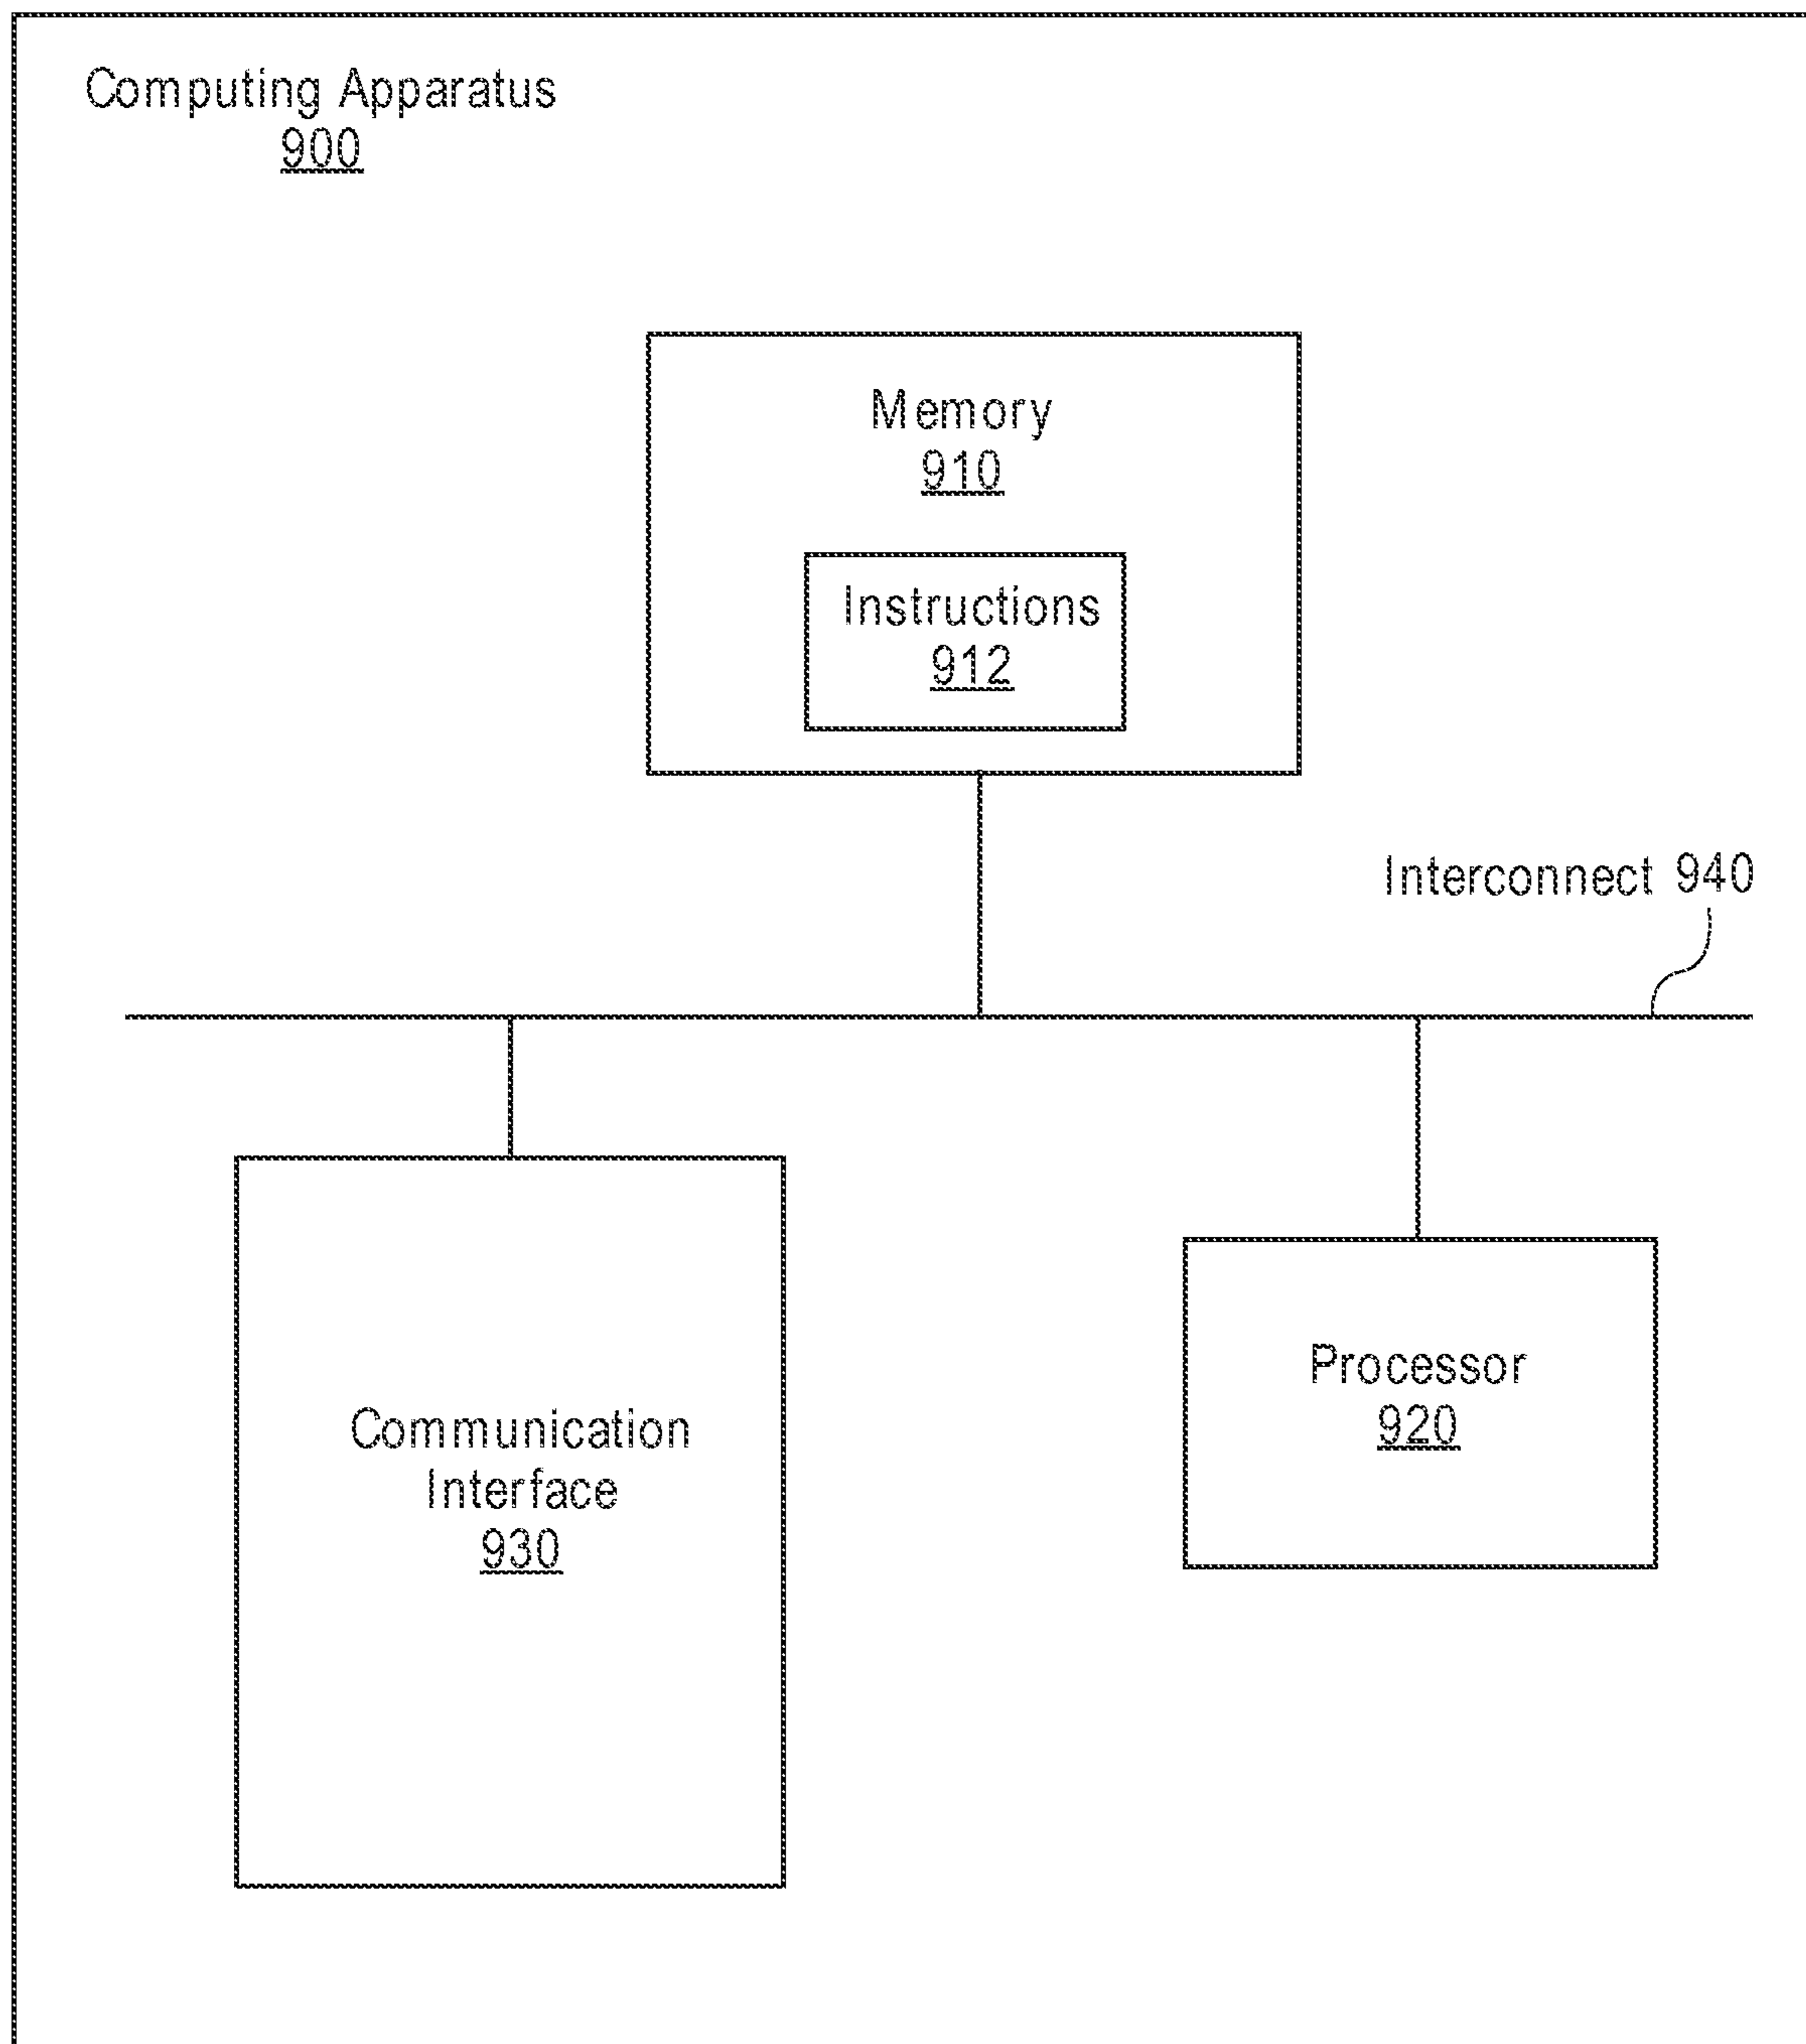 Computing Apparatus
900
Memory
910
Instructions
912
Interconnect 940
Communication
Interface
930
Processor
920